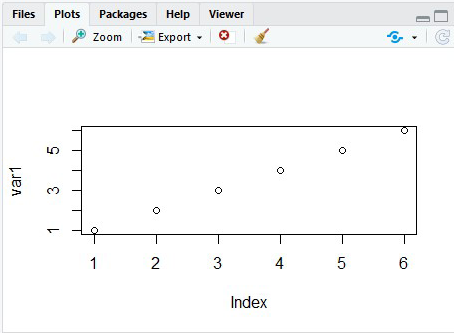 Files Plots Packages Help Viewer
Zoom Export
var1
5
3
1
1 2 3 4 5 6
Index